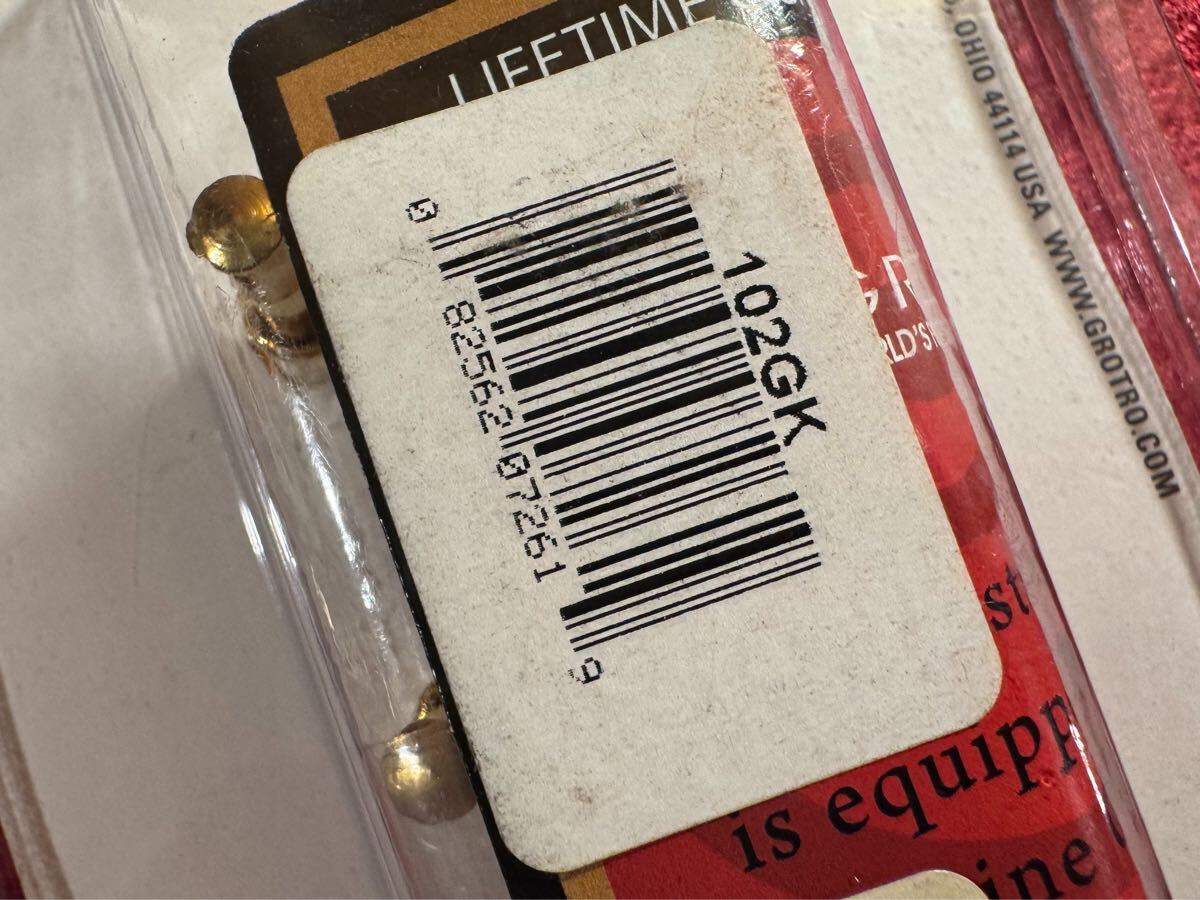 LIFETIME
102GK
0 82562 07261 9
OHIO 44114 USA WWW.GROTRO.COM
is equipp